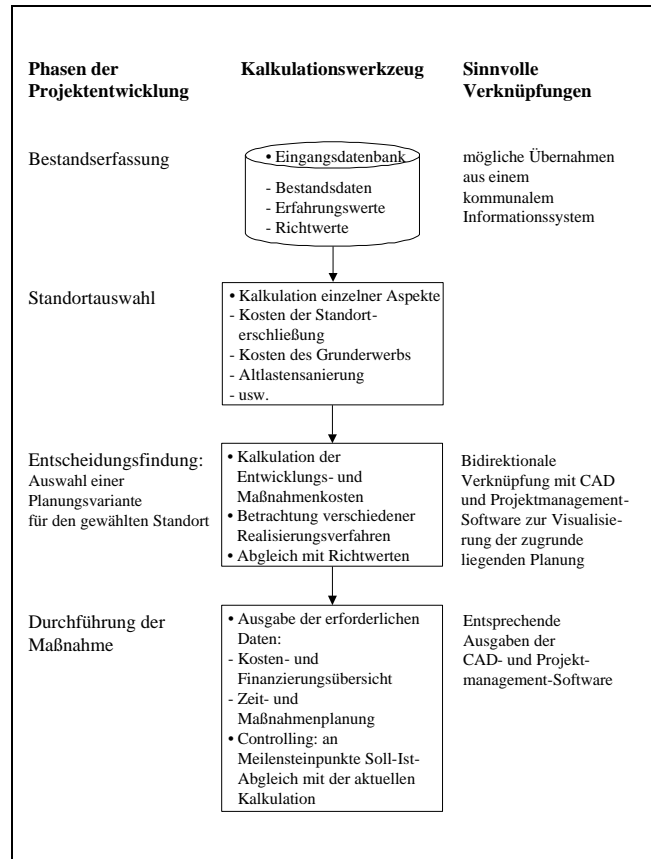 Phasen der
Projektentwicklung
Kalkulationswerkzeug
Sinnvolle
Verknüpfungen
Bestandserfassung
• Eingangsdatenbank
- Bestandsdaten
- Erfahrungswerte
- Richtwerte
mögliche Übernahmen
aus einem
kommunalem
Informationssystem
Standortauswahl
• Kalkulation einzelner Aspekte
- Kosten der Standort-
erschließung
- Kosten des Grunderwerbs
- Altlastensanierung
- usw.
Entscheidungsfindung:
Auswahl einer
Planungsvariante
für den gewählten Standort
• Kalkulation der
Entwicklungs- und
Maßnahmenkosten
• Betrachtung verschiedener
Realisierungsverfahren
• Abgleich mit Richtwerten
Bidirektionale
Verknüpfung mit CAD
und Projektmanagement-
Software zur Visualisie-
rung der zugrunde
liegenden Planung
Durchführung der
Maßnahme
• Ausgabe der erforderlichen
Daten:
- Kosten- und
Finanzierungsübersicht
- Zeit- und
Maßnahmenplanung
• Controlling: an
Meilensteinpunkte Soll-Ist-
Abgleich mit der aktuellen
Kalkulation
Entsprechende
Ausgaben der
CAD- und Projekt-
management-Software